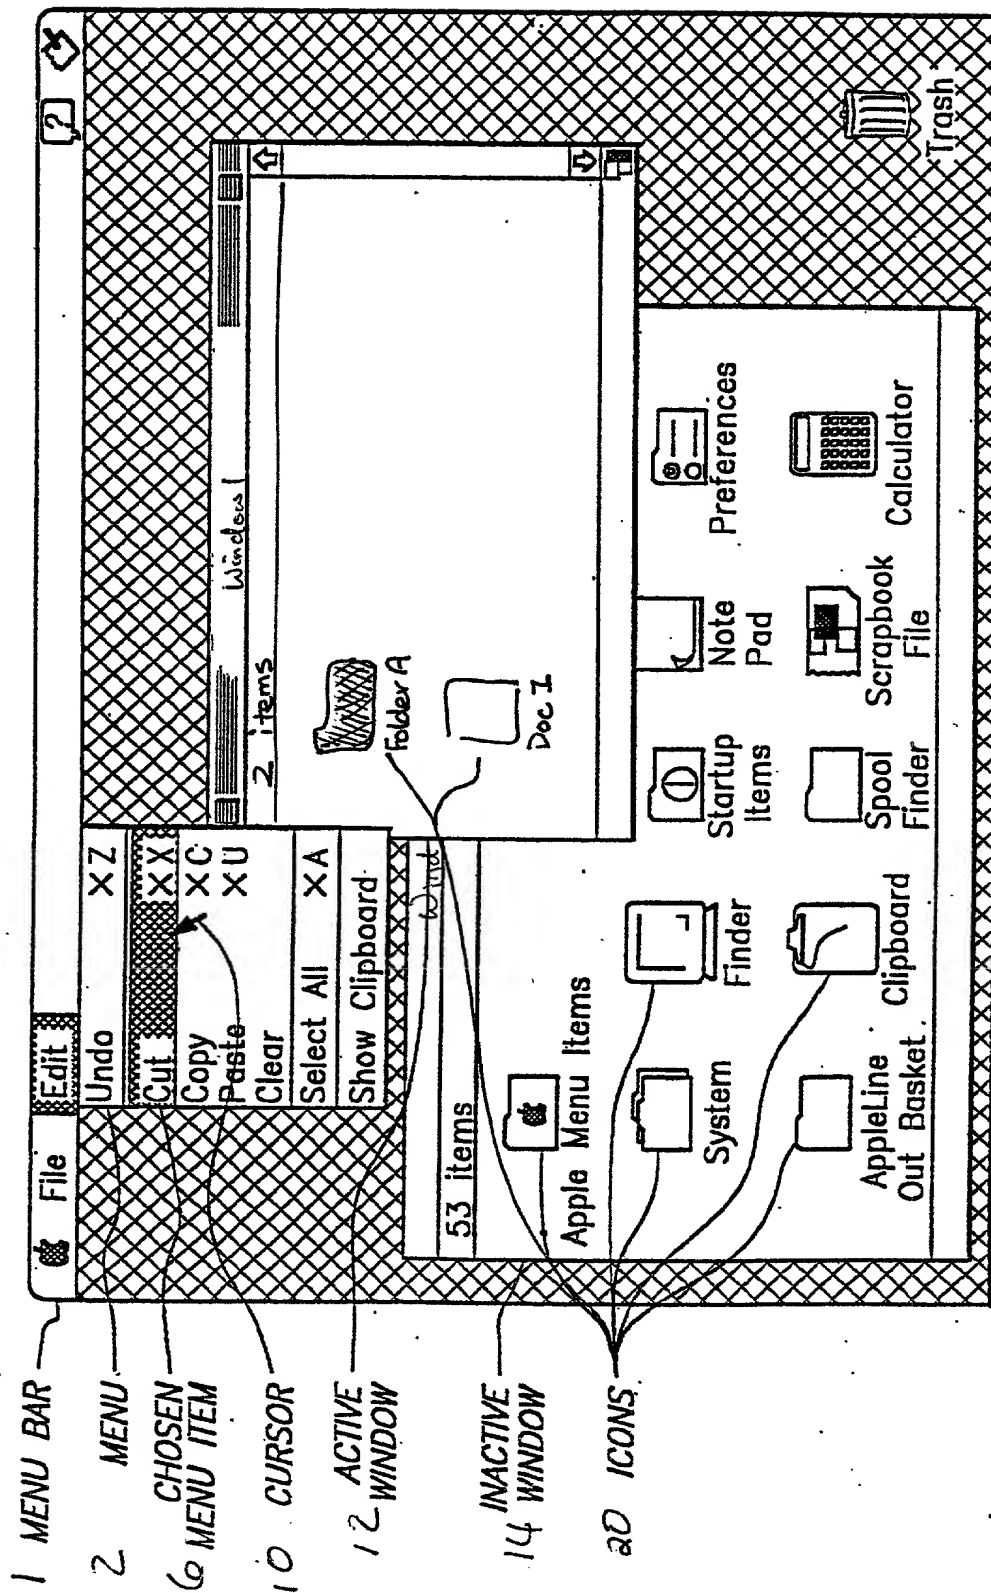 1 MENU BAR
2 MENU
6 CHOSEN
MENU ITEM
10 CURSOR
12 ACTIVE
WINDOW
14 INACTIVE
WINDOW
20 ICONS
File Edit ?
Undo XZ
Cut XX
Copy XC
Paste XU
Clear
Select All XA
Show Clipboard
Window 1
2 items
Folder A
Doc 1
Wind
53 items
Apple Menu Items
System
Finder
Startup
Items
Note
Pad
Preferences
AppleLine
Out Basket.
Clipboard
Spool
Finder
Scrapbook
File
Calculator
Trash